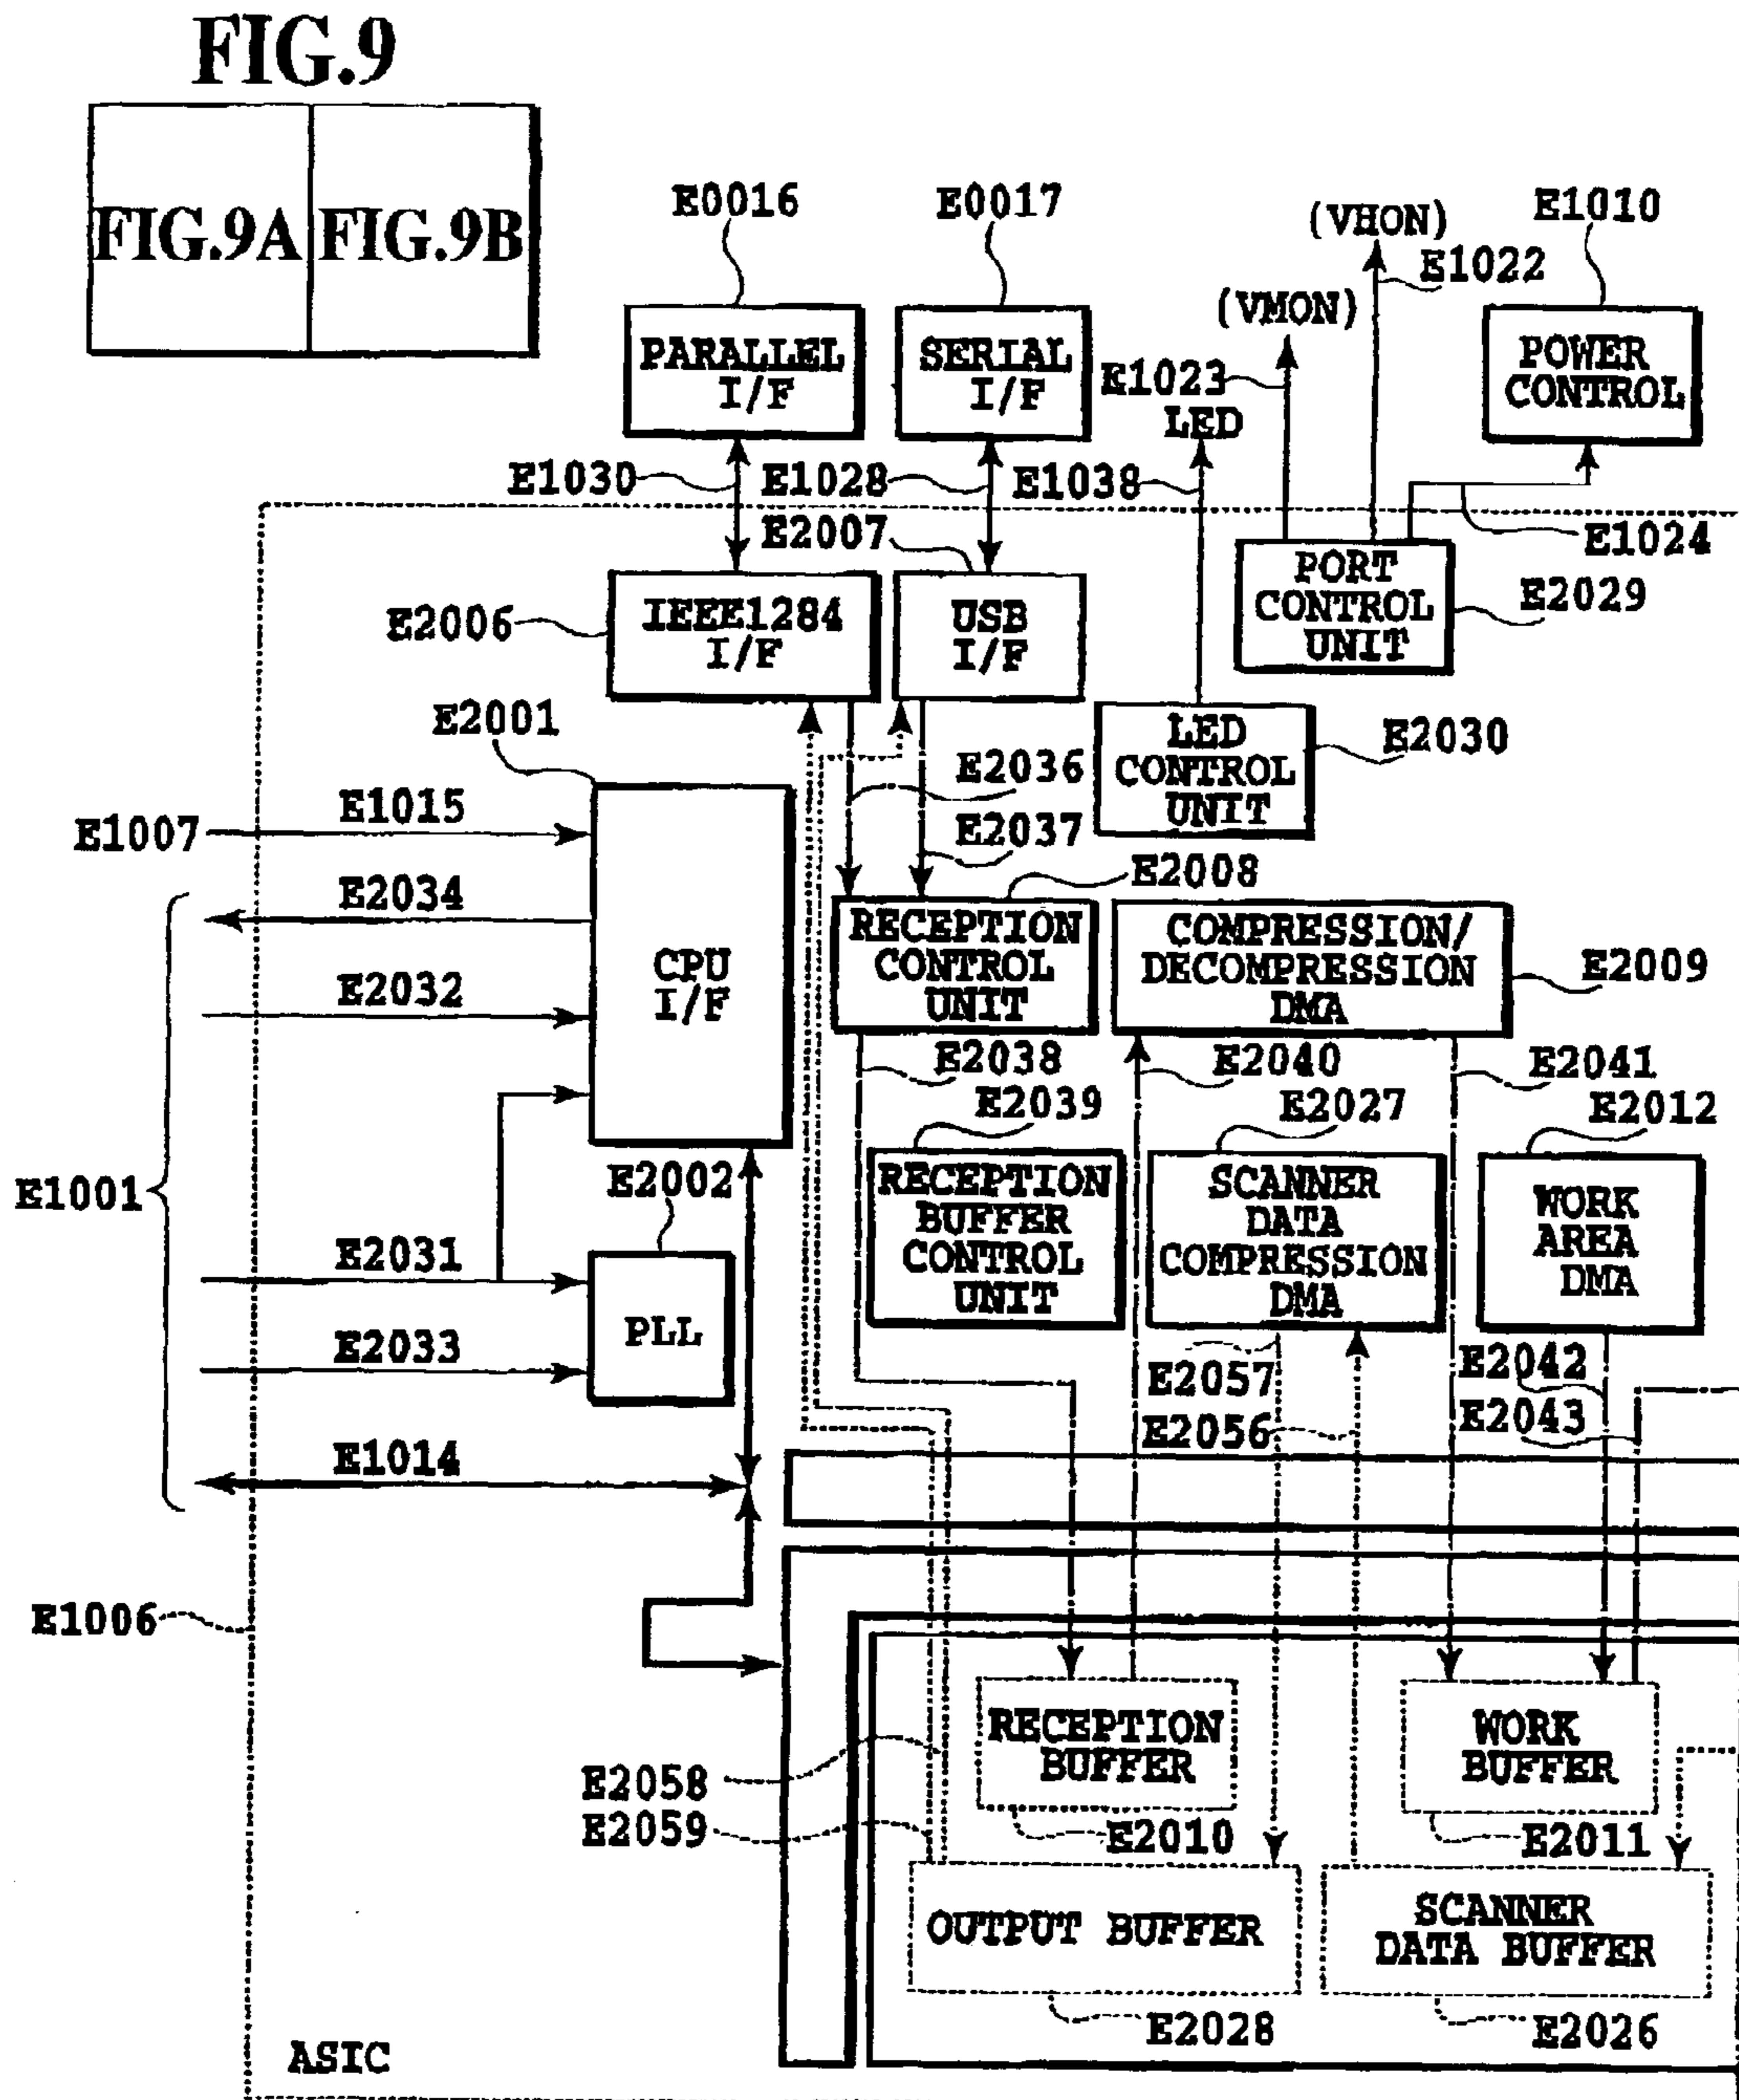 FIG.9
FIG.9A FIG.9B
E0016
E0017
(VHON)
E1010
E1022
(VMON)
PARALLEL
I/F
SERIAL
I/F
E1023
LED
POWER
CONTROL
E1030
E1028
E1038
E2007
E1024
E2006
IEEE1284
I/F
USB
I/F
PORT
CONTROL
UNIT
E2029
E2001
LED
CONTROL
UNIT
E2030
E2036
E2037
E1007
E1015
E2034
E2032
CPU
I/F
E2008
RECEPTION
CONTROL
UNIT
COMPRESSION/
DECOMPRESSION
DMA
E2009
E2038
E2040
E2041
E2039
E2027
E2012
E1001
E2002
RECEPTION
BUFFER
CONTROL
UNIT
SCANNER
DATA
COMPRESSION
DMA
WORK
AREA
DMA
E2031
PLL
E2033
E2057
E2042
E2056
E2043
E1014
E1006
RECEPTION
BUFFER
WORK
BUFFER
E2058
E2059
E2010
E2011
OUTPUT BUFFER
SCANNER
DATA BUFFER
E2028
E2026
ASIC